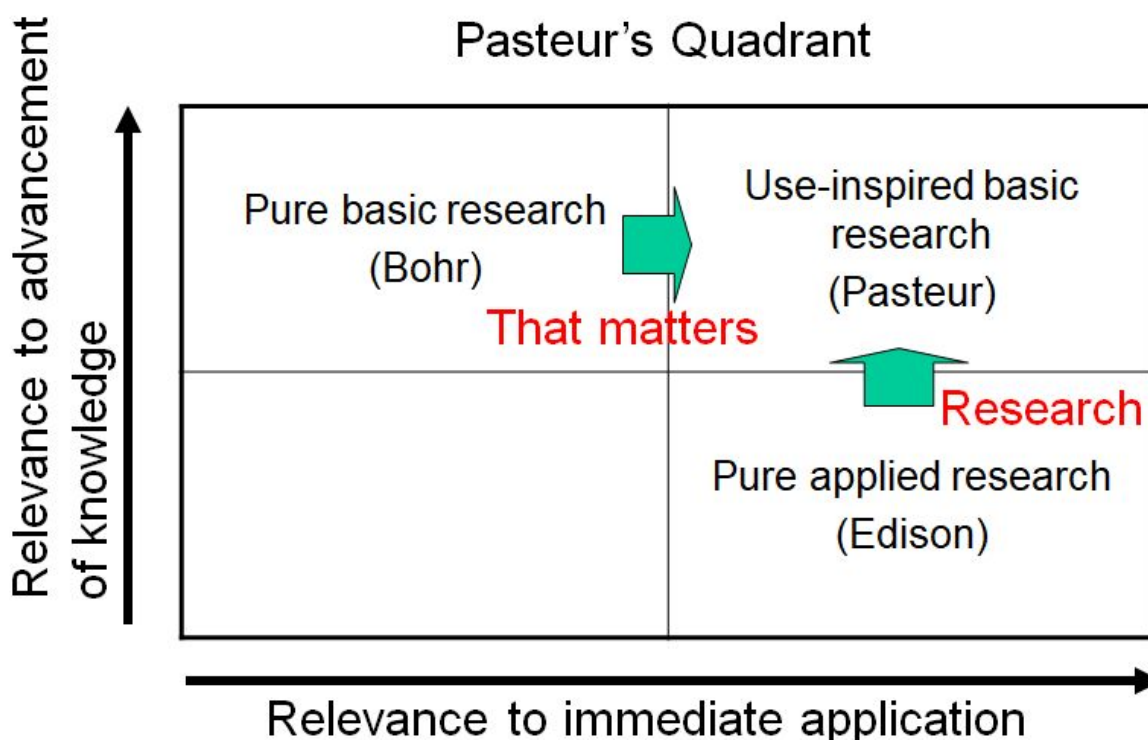 Pasteur’s Quadrant
Relevance to advancement
of knowledge
Pure basic research
(Bohr)
Use-inspired basic
research
(Pasteur)
That matters
Research
Pure applied research
(Edison)
Relevance to immediate application